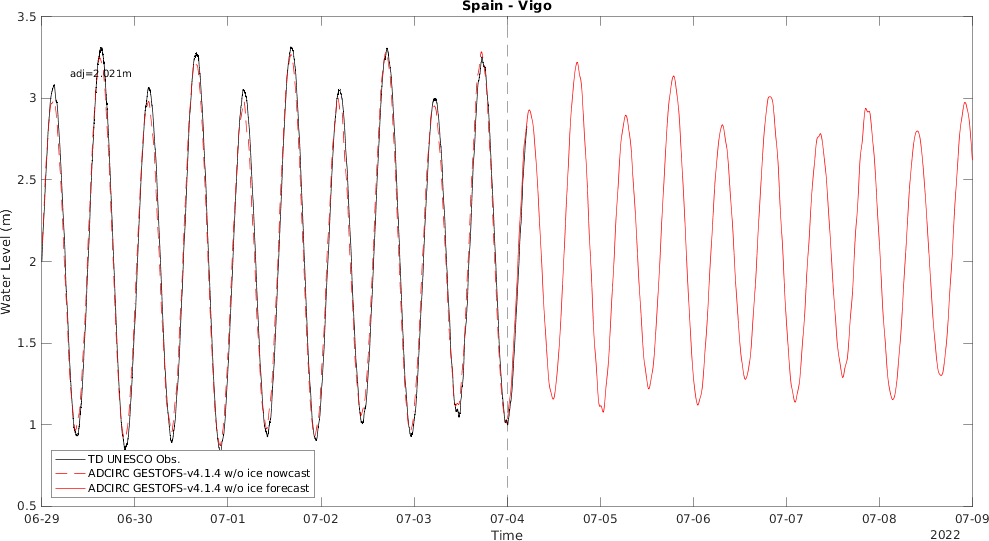 Spain - Vigo
3.5
3
2.5
2
1.5
1
0.5
Water Level (m)
adj=2.021m
TD UNESCO Obs.
ADCIRC GESTOFS-v4.1.4 w/o ice nowcast
ADCIRC GESTOFS-v4.1.4 w/o ice forecast
06-29 06-30 07-01 07-02 07-03 07-04 07-05 07-06 07-07 07-08 07-09
Time
2022